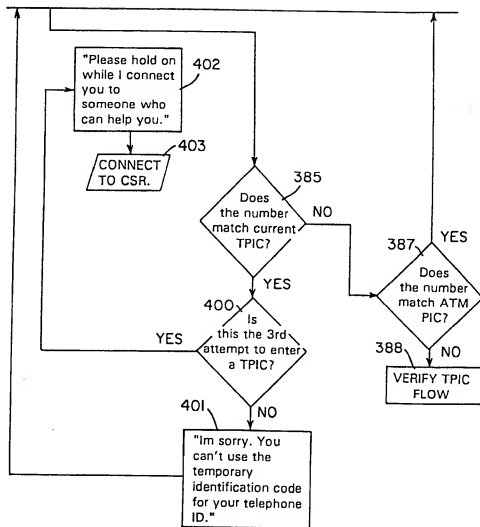 "Please hold on
while I connect
you to
someone who
can help you."
402
403
CONNECT
TO CSR.
385
Does
the number
match current
TPIC?
NO
YES
387
YES
Does
the number
match ATM
PIC?
NO
388
VERIFY TPIC
FLOW
400
Is
this the 3rd
attempt to enter
a TPIC?
YES
NO
401
"Im sorry. You
can't use the
temporary
identification code
for your telephone
ID."